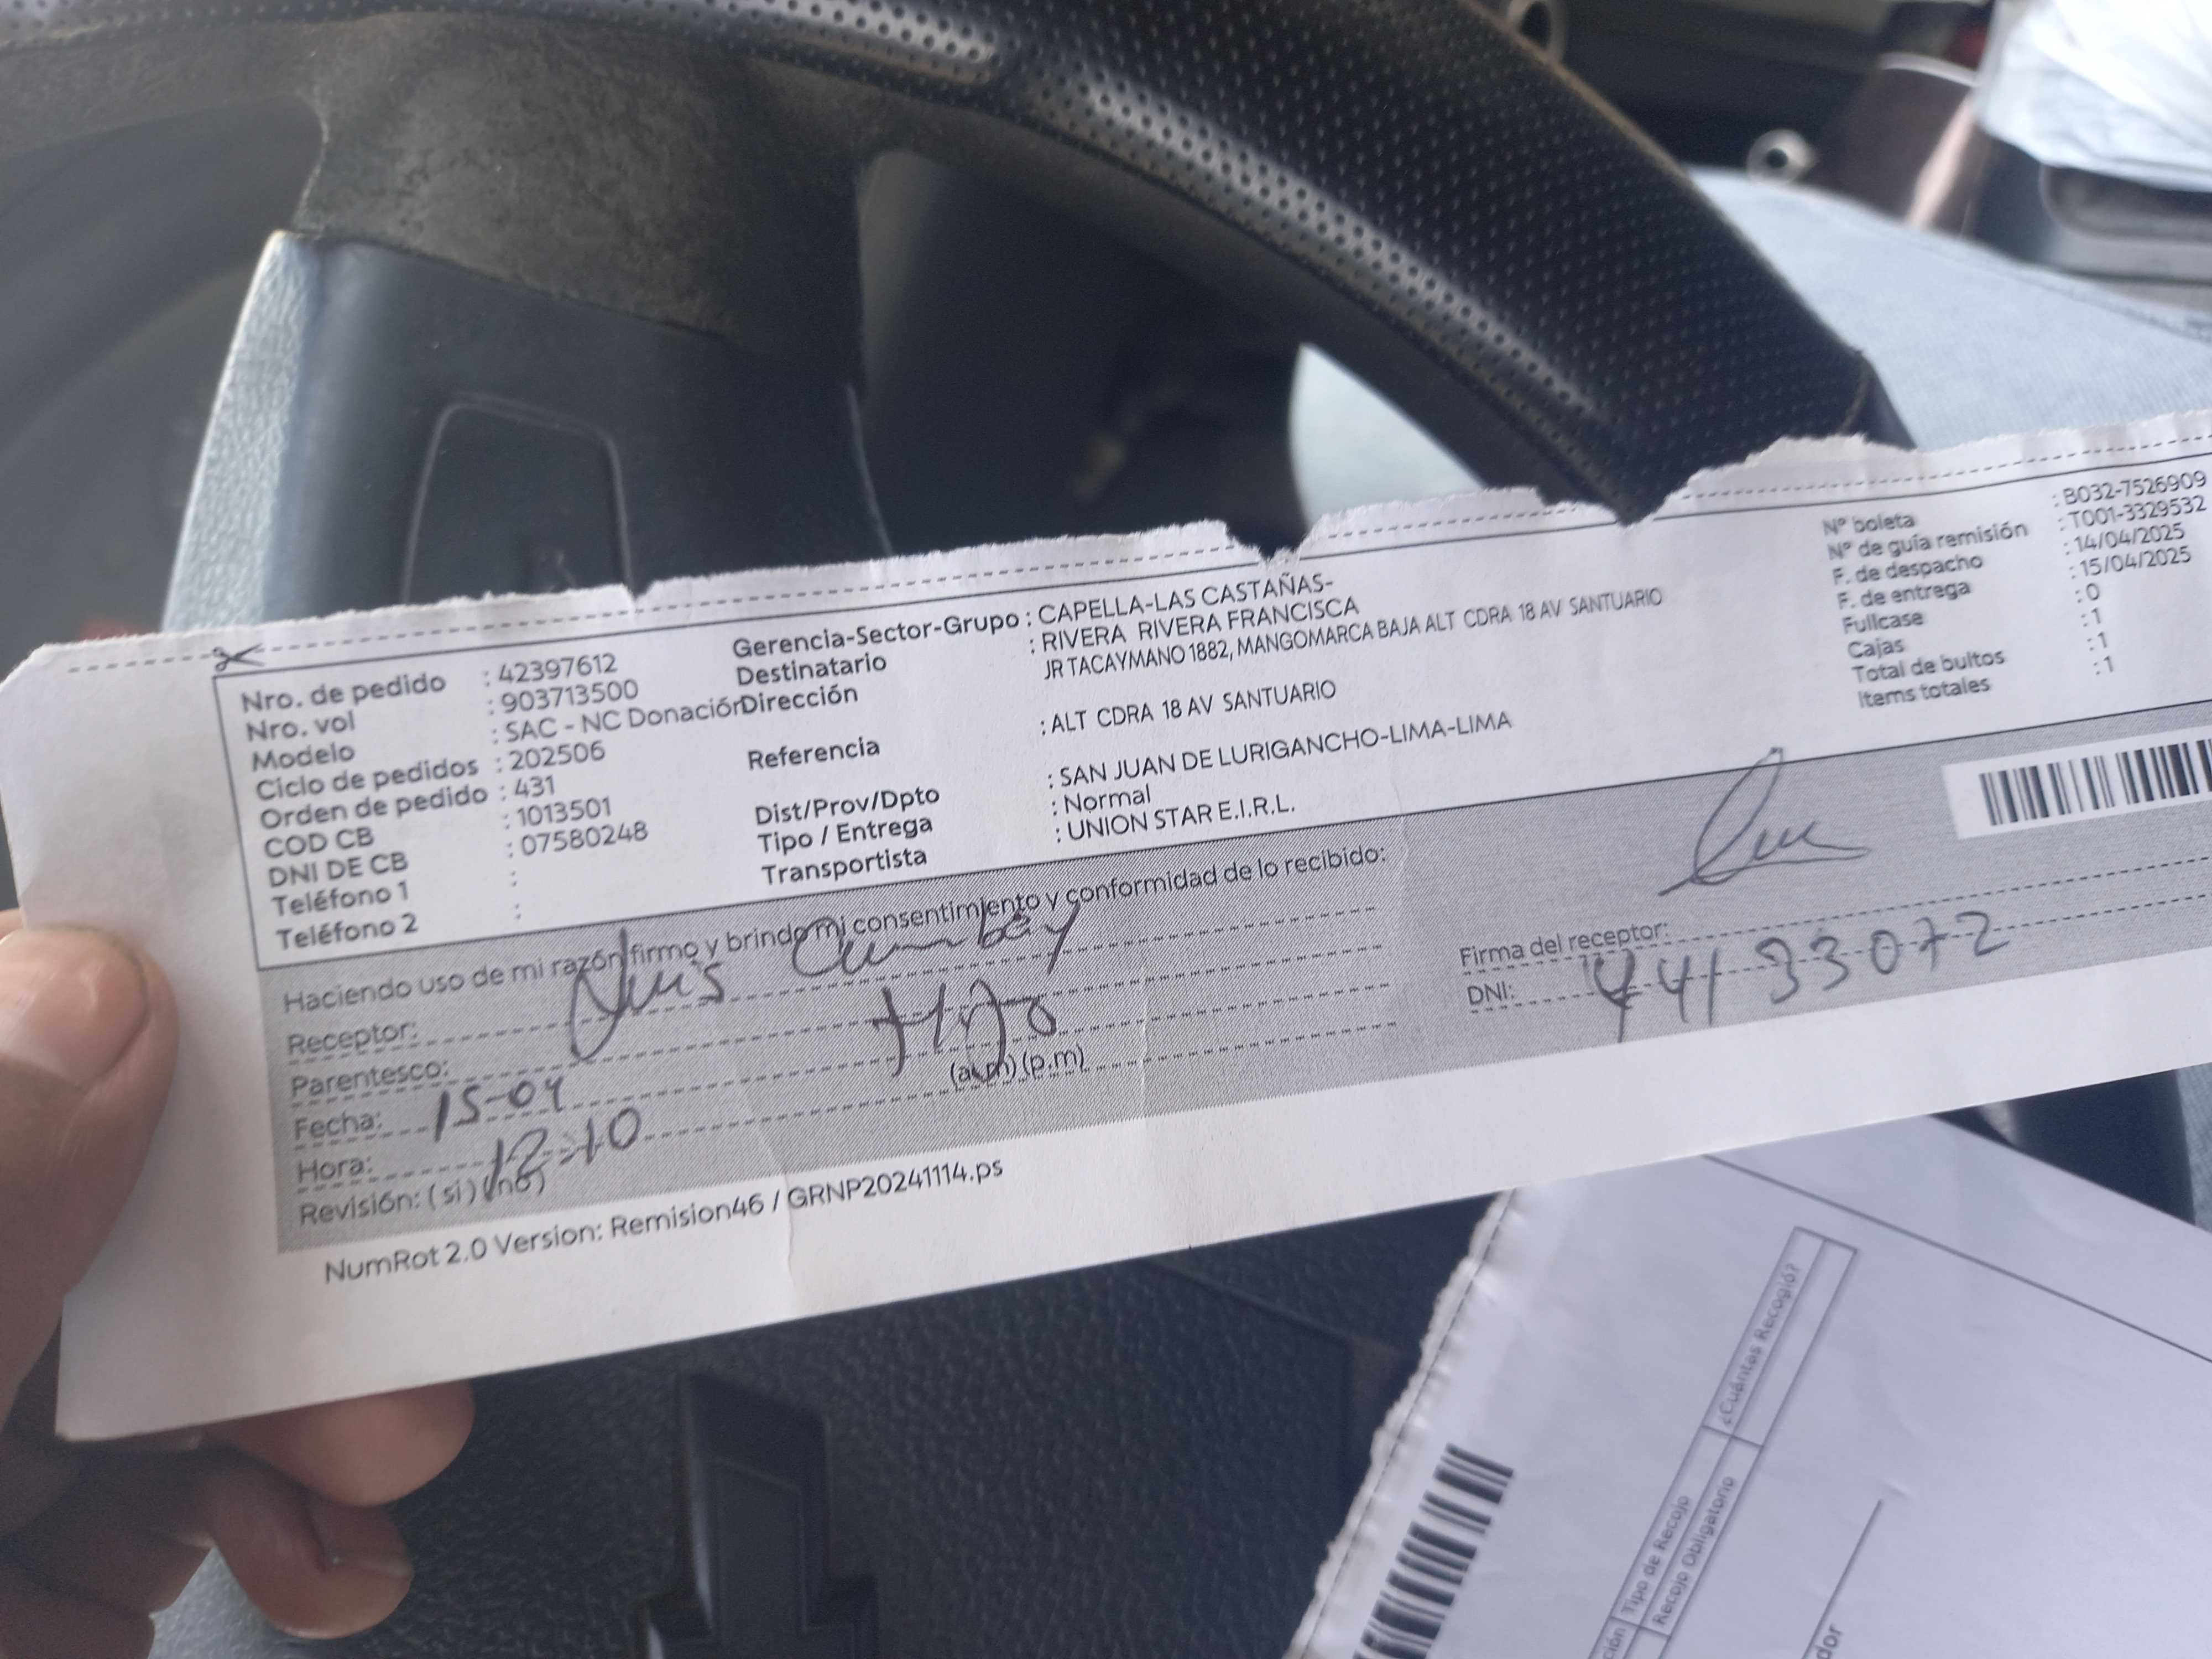 Nro. de pedido : 42397612
Nro. vol : 903713500
Modelo : SAC - NC Donación
Ciclo de pedidos : 202506
Orden de pedido : 431
COD CB : 1013501
DNI DE CB : 07580248
Teléfono 1 :
Teléfono 2 :
Gerencia-Sector-Grupo : CAPELLA-LAS CASTAÑAS-
Destinatario : RIVERA RIVERA FRANCISCA
Dirección JR TACAYMANO 1882, MANGOMARCA BAJA ALT CDRA 18 AV SANTUARIO
Referencia : ALT CDRA 18 AV SANTUARIO
Dist/Prov/Dpto : SAN JUAN DE LURIGANCHO-LIMA-LIMA
Tipo / Entrega : Normal
Transportista : UNION STAR E.I.R.L.
Nº boleta : B032-7526909
Nº de guía remisión : T001-3329532
F. de despacho : 14/04/2025
F. de entrega : 15/04/2025
Fullcase : 0
Cajas : 1
Total de bultos : 1
Items totales : 1
Haciendo uso de mi razón firmo y brindo mi consentimiento y conformidad de lo recibido:
Receptor: Luis Cumbay
Parentesco: Hijo
Fecha: 15-04
Hora: 12:10 (a.m) (p.m)
Revisión: (si) (no)
Firma del receptor:
DNI: 44133072
NumRot 2.0 Version: Remision46 / GRNP20241114.ps
¿Cuántas Recogió?
Tipo de Recojo
Recojo Obligatorio